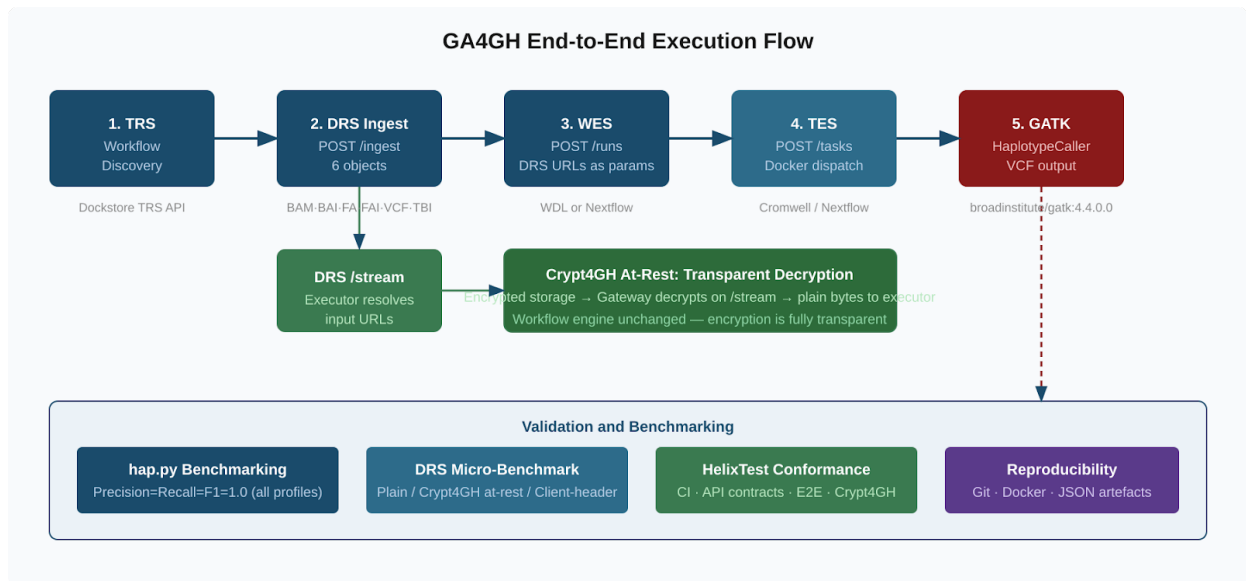 GA4GH End-to-End Execution Flow
1. TRS
Workflow
Discovery
Dockstore TRS API
2. DRS Ingest
POST /ingest
6 objects
BAM·BAI·FA·FAI·VCF·TBI
3. WES
POST /runs
DRS URLs as params
WDL or Nextflow
4. TES
POST /tasks
Docker dispatch
Cromwell / Nextflow
5. GATK
HaplotypeCaller
VCF output
broadinstitute/gatk:4.4.0.0
DRS /stream
Executor resolves
input URLs
Crypt4GH At-Rest: Transparent Decryption
Encrypted storage → Gateway decrypts on /stream → plain bytes to executor
Workflow engine unchanged — encryption is fully transparent
Validation and Benchmarking
hap.py Benchmarking
Precision=Recall=F1=1.0 (all profiles)
DRS Micro-Benchmark
Plain / Crypt4GH at-rest / Client-header
HelixTest Conformance
CI · API contracts · E2E · Crypt4GH
Reproducibility
Git · Docker · JSON artefacts